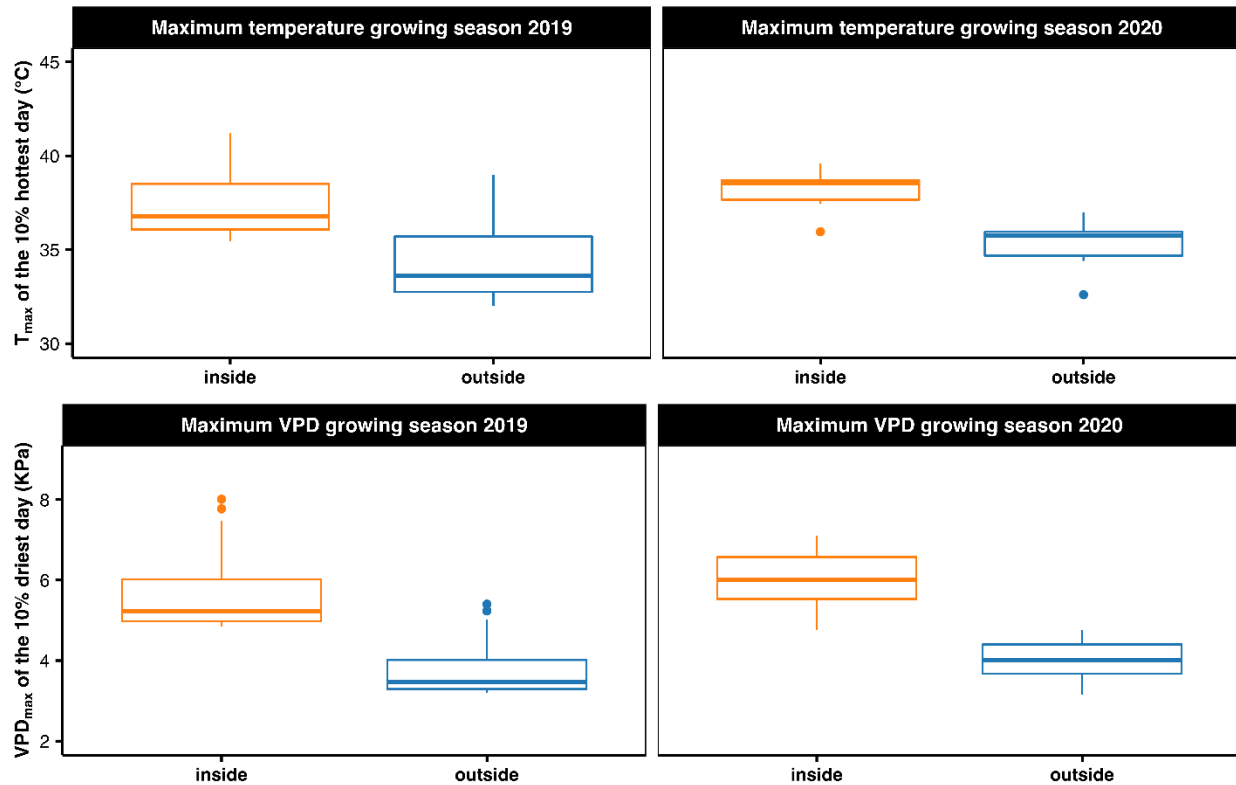 Maximum temperature growing season 2019
Maximum temperature growing season 2020
Tmax of the 10% hottest day (°C)
45
40
35
30
inside
outside
inside
outside
Maximum VPD growing season 2019
Maximum VPD growing season 2020
VPDmax of the 10% driest day (KPa)
8
6
4
2
inside
outside
inside
outside